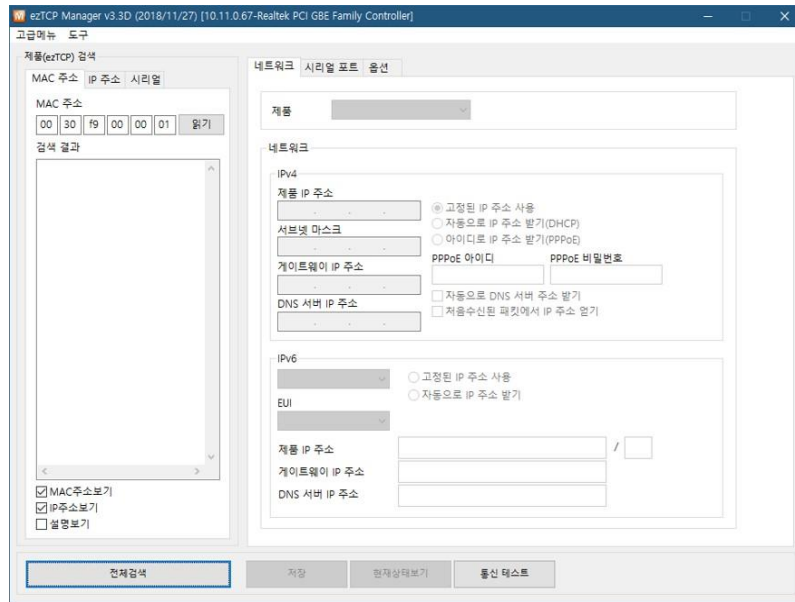 ezTCP Manager v3.3D (2018/11/27) [10.11.0.67-Realtek PCI GBE Family Controller]
고급메뉴 도구
제품(ezTCP) 검색
MAC 주소 IP 주소 시리얼
MAC 주소
00 30 f9 00 00 01 읽기
검색 결과
MAC주소보기
IP주소보기
설명보기
네트워크 시리얼 포트 옵션
제품
네트워크
IPv4
제품 IP 주소
고정된 IP 주소 사용
자동으로 IP 주소 받기(DHCP)
서브넷 마스크
아이디로 IP 주소 받기(PPPoE)
PPPoE 아이디 PPPoE 비밀번호
게이트웨이 IP 주소
자동으로 DNS 서버 주소 받기
DNS 서버 IP 주소
처음수신된 패킷에서 IP 주소 얻기
IPv6
고정된 IP 주소 사용
자동으로 IP 주소 받기
EUI
제품 IP 주소 /
게이트웨이 IP 주소
DNS 서버 IP 주소
전체검색 저장 현재상태보기 통신 테스트